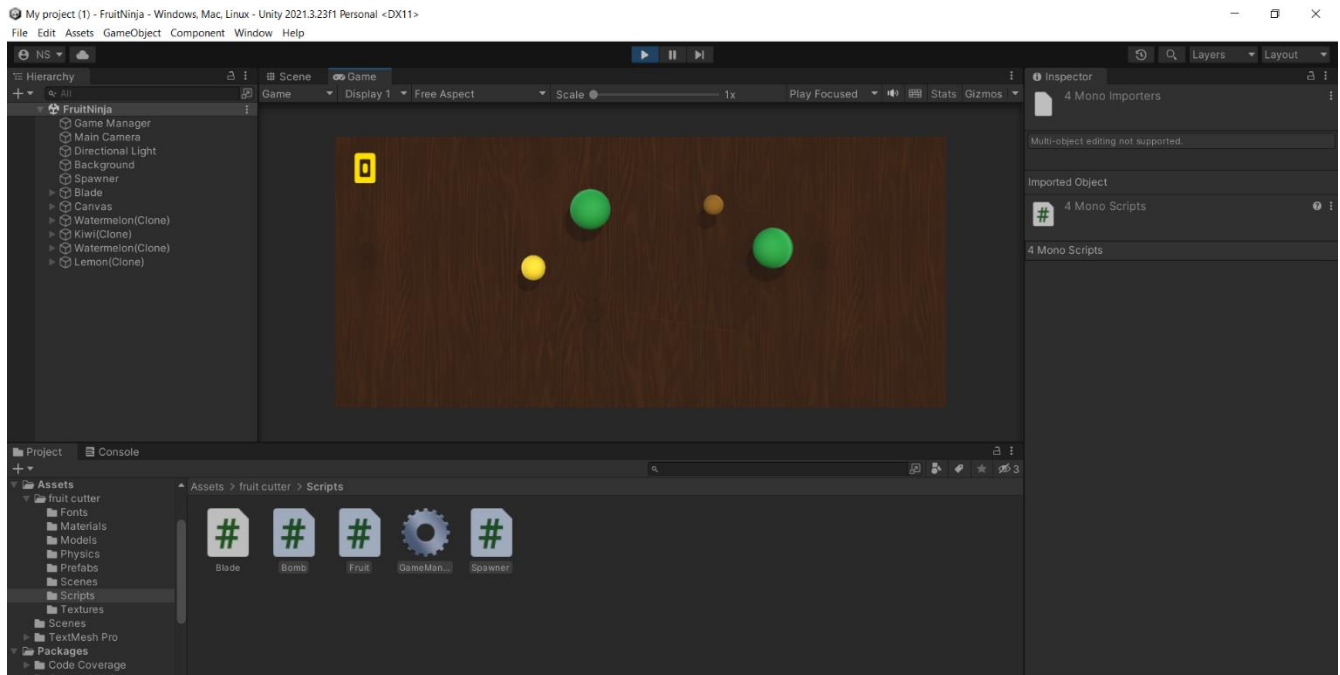 My project (1) - FruitNinja - Windows, Mac, Linux - Unity 2021.3.23f1 Personal <DX11>
File Edit Assets GameObject Component Window Help
NS Layers Layout
Hierarchy
All
FruitNinja
Game Manager
Main Camera
Directional Light
Background
Spawner
Blade
Canvas
Watermelon(Clone)
Kiwi(Clone)
Watermelon(Clone)
Lemon(Clone)
Scene Game
Game Display 1 Free Aspect Scale 1x Play Focused Stats Gizmos
0
Inspector
4 Mono Importers
Multi-object editing not supported.
Imported Object
# 4 Mono Scripts
4 Mono Scripts
Project Console
3
Assets
fruit cutter
Fonts
Materials
Models
Physics
Prefabs
Scenes
Scripts
Textures
Scenes
TextMesh Pro
Packages
Code Coverage
Assets > fruit cutter > Scripts
# # # #
Blade Bomb Fruit GameMan... Spawner